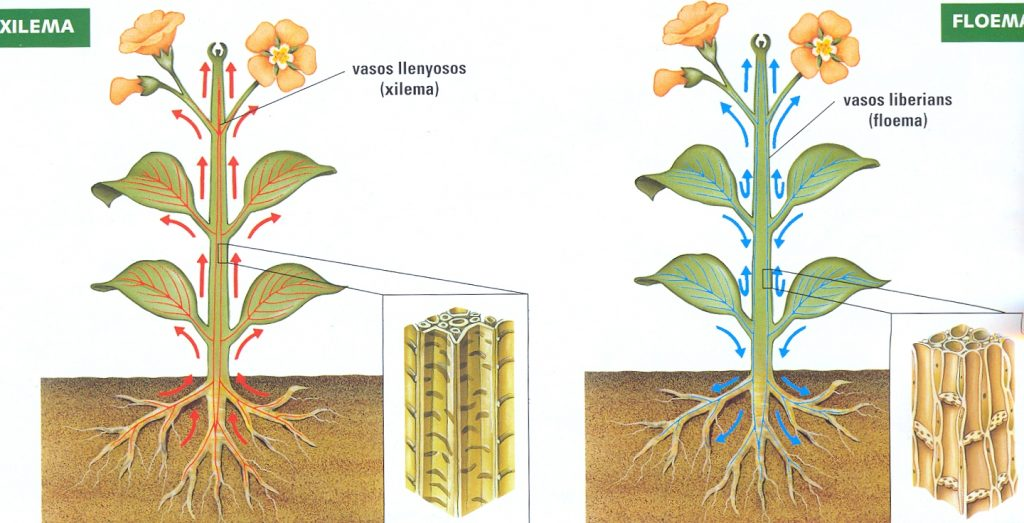 XILEMA
vasos llenyosos
(xilema)
FLOEMA
vasos liberians
(floema)